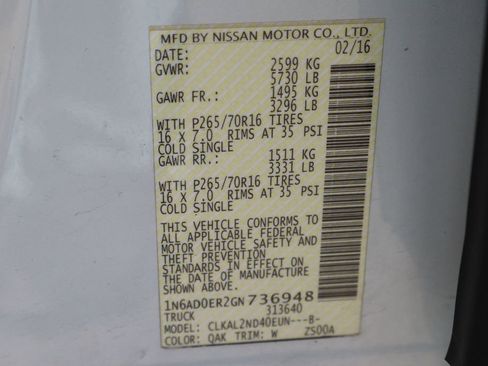 MFD BY NISSAN MOTOR CO., LTD.
DATE: 02/16
GVWR: 2599 KG
5730 LB
GAWR FR.: 1495 KG
3296 LB
WITH P265/70R16 TIRES
16 X 7.0 RIMS AT 35 PSI
COLD SINGLE
GAWR RR.: 1511 KG
3331 LB
WITH P265/70R16 TIRES
16 X 7.0 RIMS AT 35 PSI
COLD SINGLE
THIS VEHICLE CONFORMS TO
ALL APPLICABLE FEDERAL
MOTOR VEHICLE SAFETY AND
THEFT PREVENTION
STANDARDS IN EFFECT ON
THE DATE OF MANUFACTURE
SHOWN ABOVE.
1N6AD0ER2GN736948
TRUCK 313640
MODEL: CLKAL2ND40EUN---B-
COLOR: QAK TRIM: W ZS00A